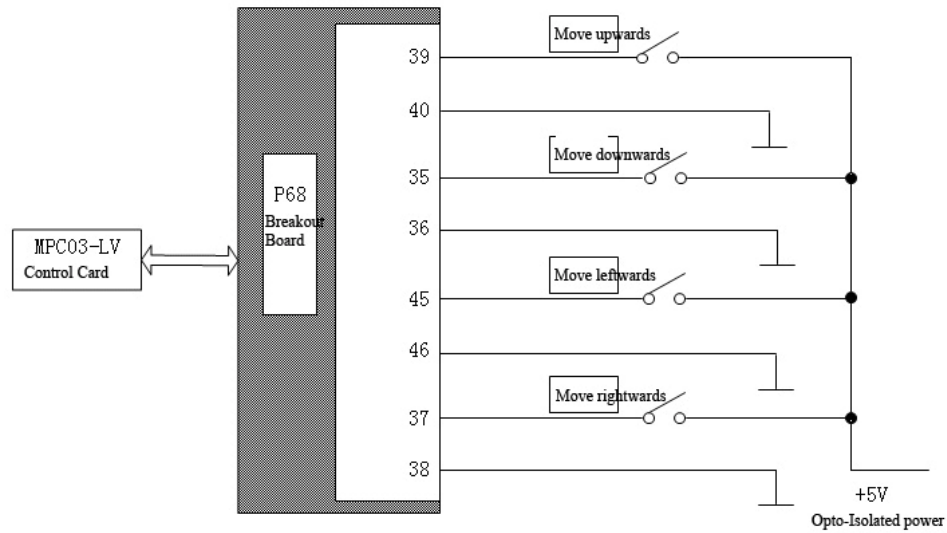 Move upwards
39
40
Move downwards
35
P68
Breakout
Board
36
MPC03-LV
Control Card
Move leftwards
45
46
Move rightwards
37
38
+5V
Opto-Isolated power